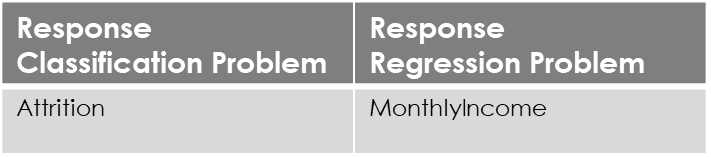 Response
Classification Problem
Response
Regression Problem
Attrition
MonthlyIncome